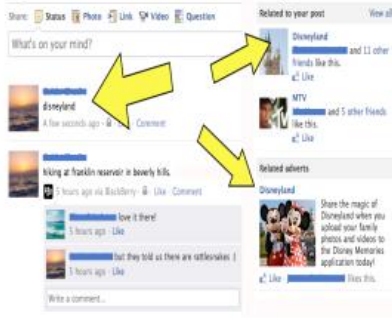 Share: Status Photo Link Video Question
What's on your mind?
disneyland
A few seconds ago · Comment
hiking at franklin reservoir in beverly hills.
5 hours ago via BlackBerry · Like · Comment
love it there!
5 hours ago · Like
but they told us there are rattlesnakes :(
5 hours ago · Like
Write a comment...
Related to your post View all
Disneyland
and 11 other
friends like this.
Like
MTV
and 5 other friends
like this.
Like
Related adverts
Disneyland
Share the magic of
Disneyland when you
upload your family
photos and videos to
the Disney Memories
application today!
Like · likes this.